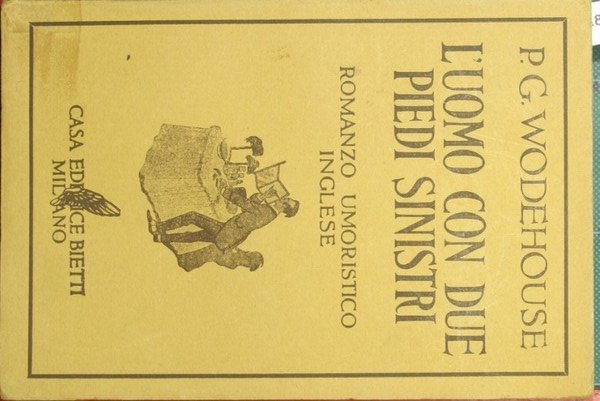 P. G. WODEHOUSE
L'UOMO CON DUE
PIEDI SINISTRI
ROMANZO UMORISTICO
INGLESE
CASA EDITRICE BIETTI
MILANO